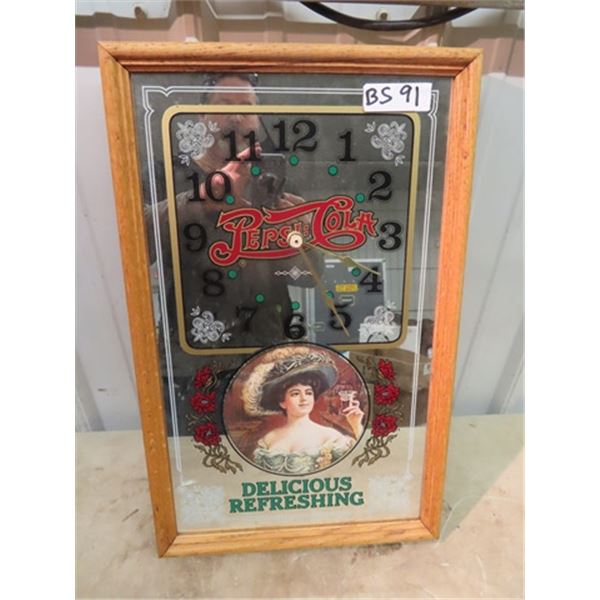 BS 91
12
11 1
10 2
9 PEPSI:COLA 3
8 4
7 5
6
DELICIOUS
REFRESHING